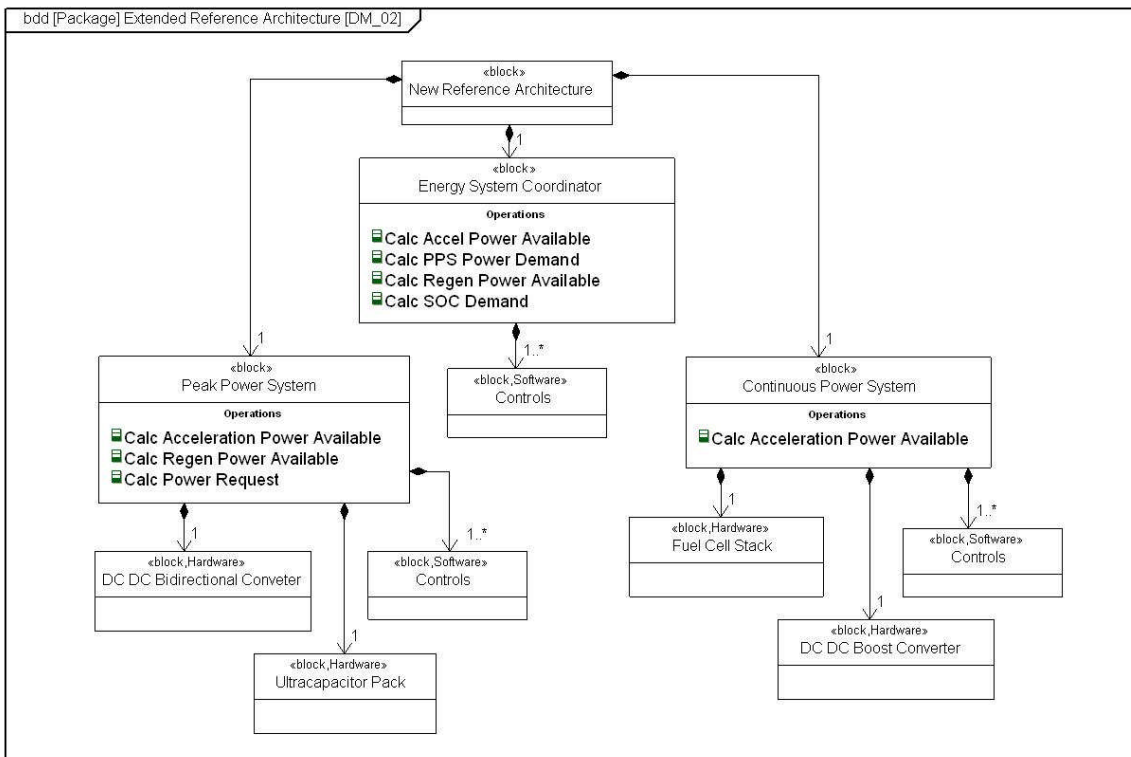 bdd [Package] Extended Reference Architecture [DM_02]
«block»
New Reference Architecture
1
«block»
Energy System Coordinator
Operations
Calc Accel Power Available
Calc PPS Power Demand
Calc Regen Power Available
Calc SOC Demand
1
«block»
Peak Power System
Operations
Calc Acceleration Power Available
Calc Regen Power Available
Calc Power Request
1..*
«block,Software»
Controls
1
«block»
Continuous Power System
Operations
Calc Acceleration Power Available
1
«block,Hardware»
DC DC Bidirectional Conveter
1..*
«block,Software»
Controls
1
«block,Hardware»
Ultracapacitor Pack
1
«block,Hardware»
Fuel Cell Stack
1..*
«block,Software»
Controls
1
«block,Hardware»
DC DC Boost Converter